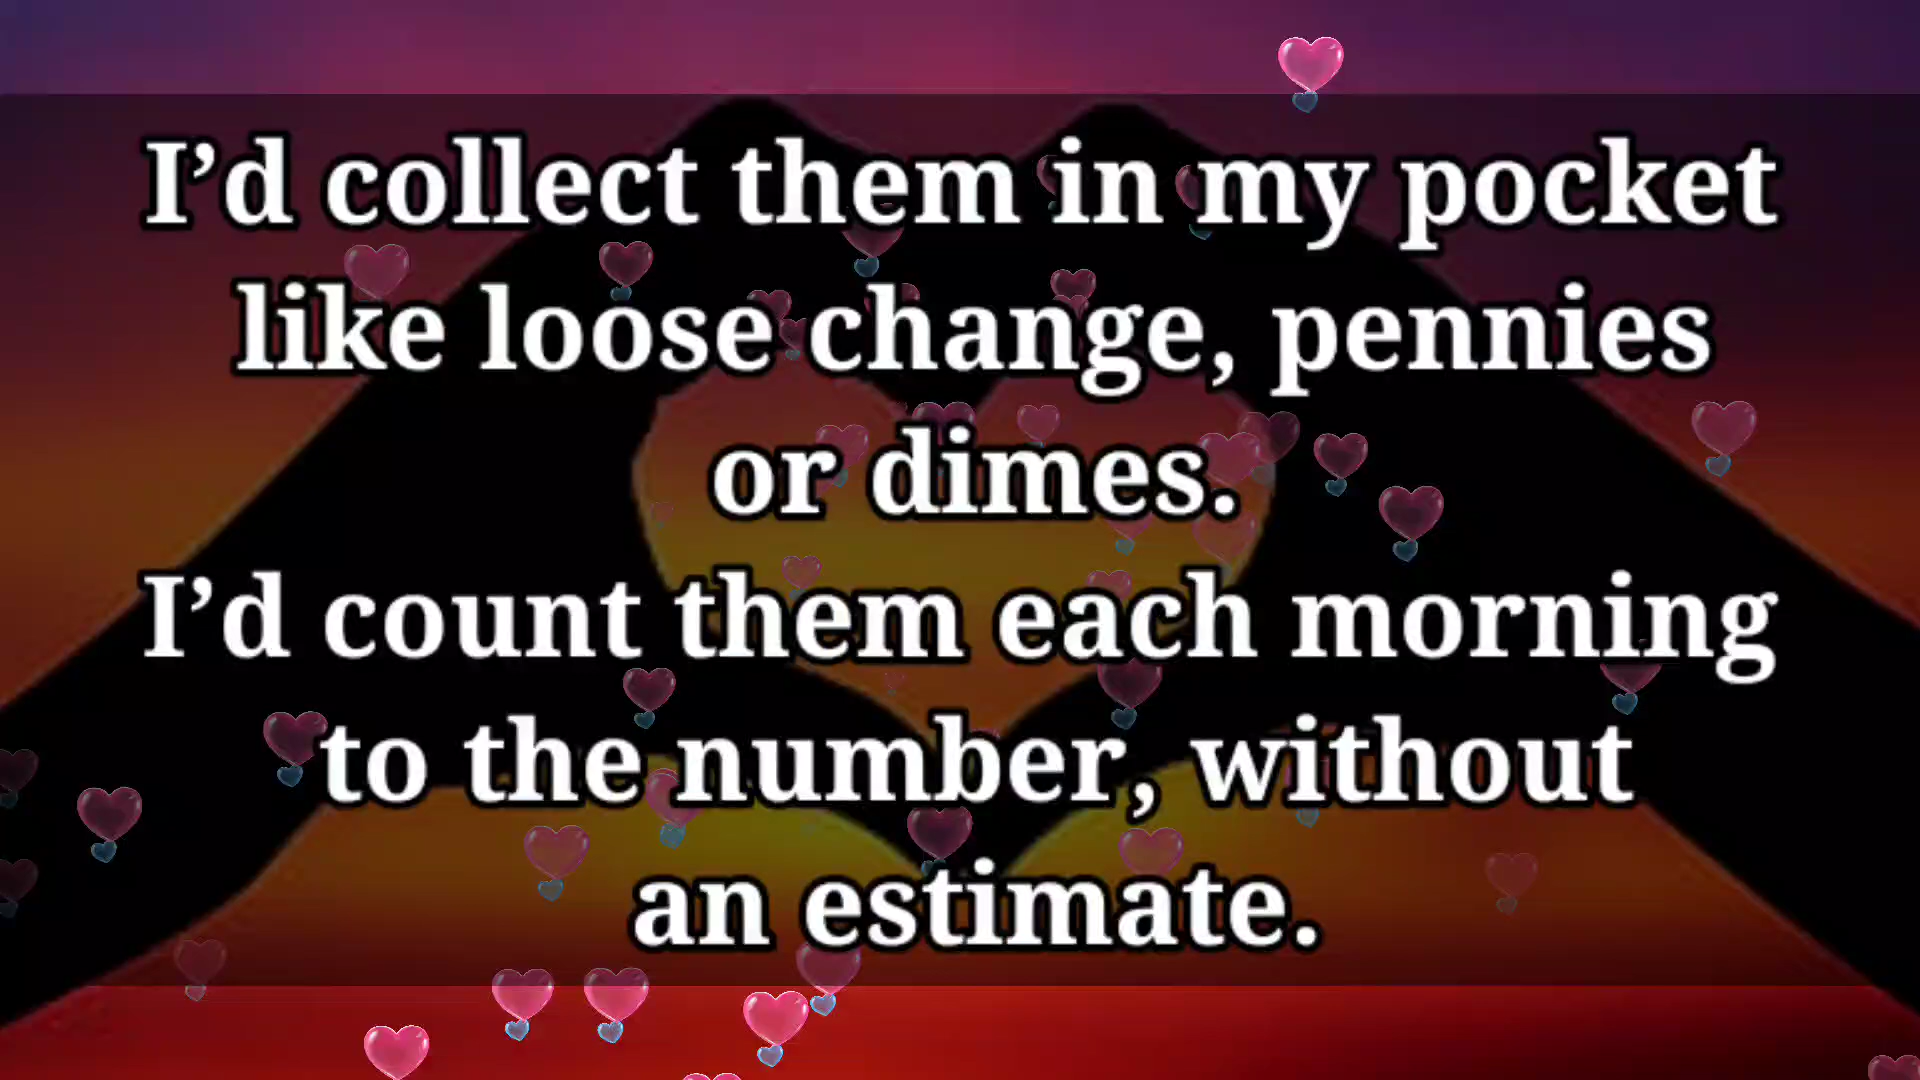 I’d collect them in my pocket
like loose change, pennies
or dimes.
I’d count them each morning
to the number, without
an estimate.